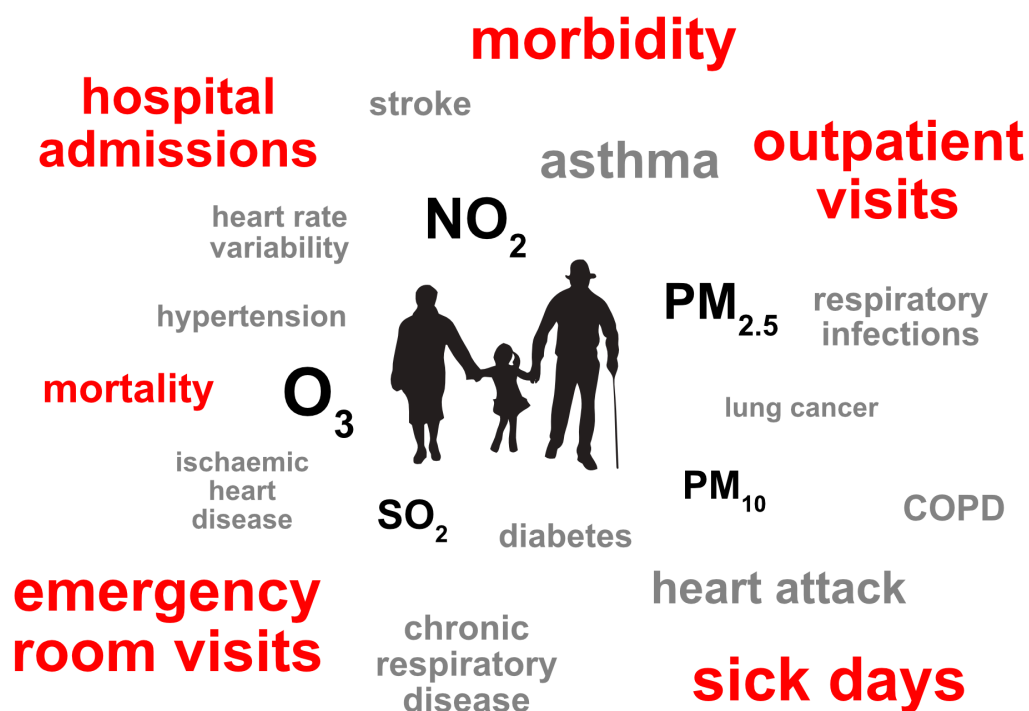 morbidity
hospital
admissions
stroke
asthma
outpatient
visits
heart rate
variability
NO₂
hypertension
PM₂.₅
respiratory
infections
mortality
O₃
lung cancer
ischaemic
heart
disease
SO₂
diabetes
PM₁₀
COPD
emergency
room visits
heart attack
chronic
respiratory
disease
sick days